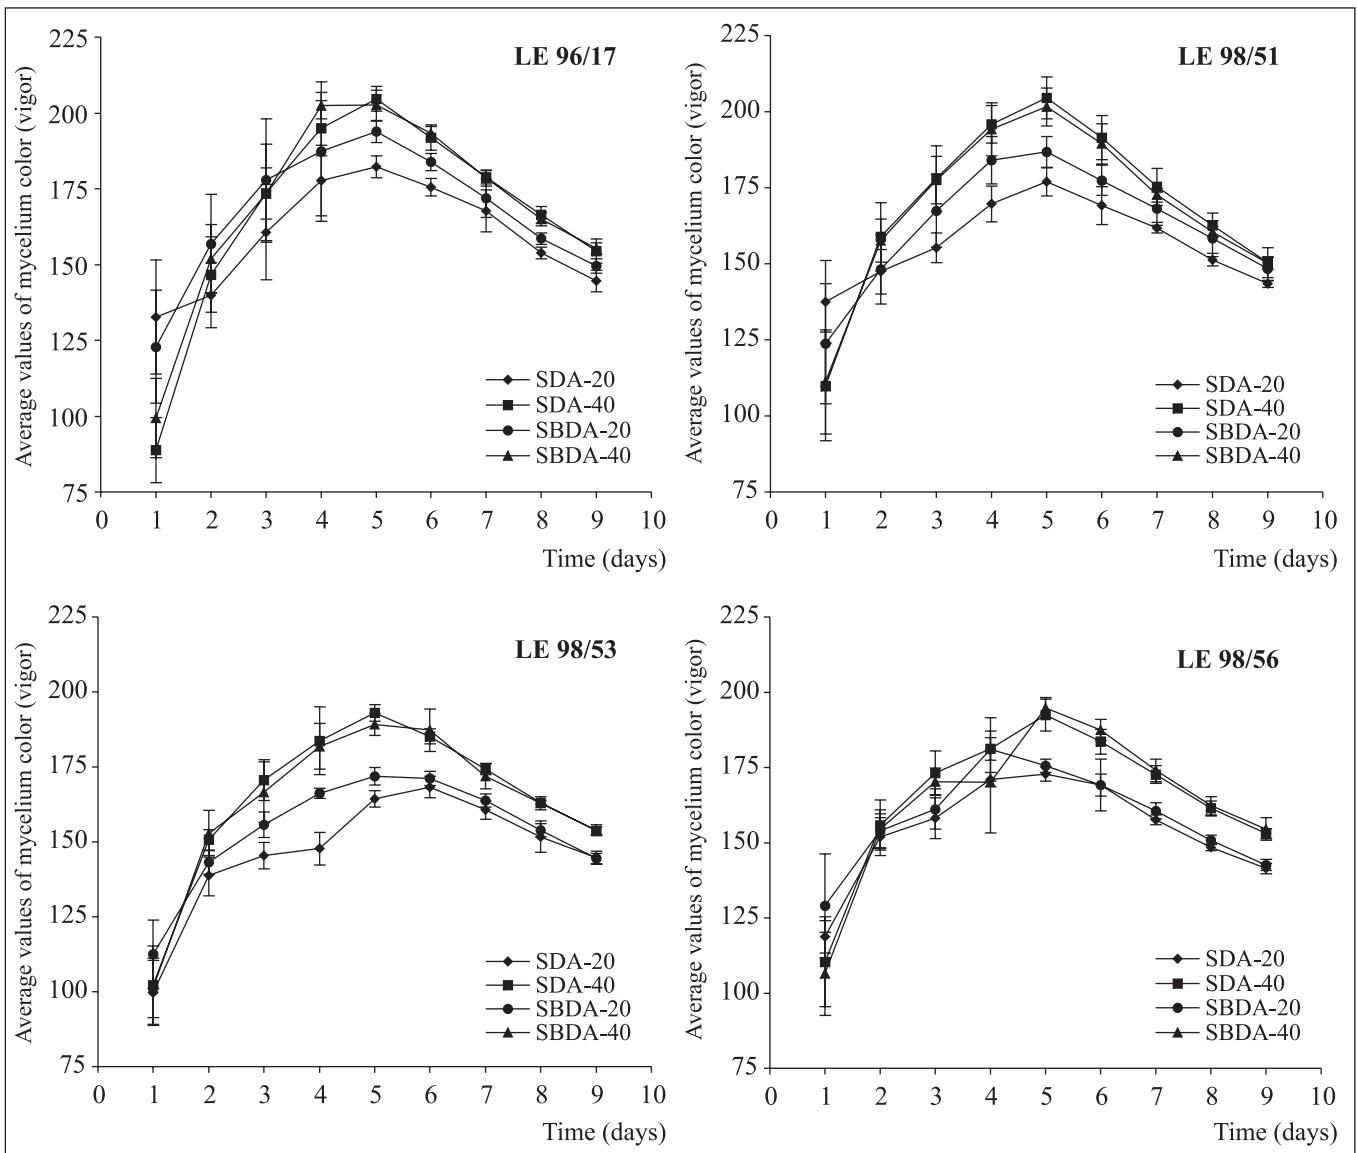 LE 96/17
Average values of mycelium color (vigor)
225
200
175
150
125
100
75
0 1 2 3 4 5 6 7 8 9 10
Time (days)
SDA-20
SDA-40
SBDA-20
SBDA-40
LE 98/51
Average values of mycelium color (vigor)
225
200
175
150
125
100
75
0 1 2 3 4 5 6 7 8 9 10
Time (days)
SDA-20
SDA-40
SBDA-20
SBDA-40
LE 98/53
Average values of mycelium color (vigor)
225
200
175
150
125
100
75
0 1 2 3 4 5 6 7 8 9 10
Time (days)
SDA-20
SDA-40
SBDA-20
SBDA-40
LE 98/56
Average values of mycelium color (vigor)
225
200
175
150
125
100
75
0 1 2 3 4 5 6 7 8 9 10
Time (days)
SDA-20
SDA-40
SBDA-20
SBDA-40